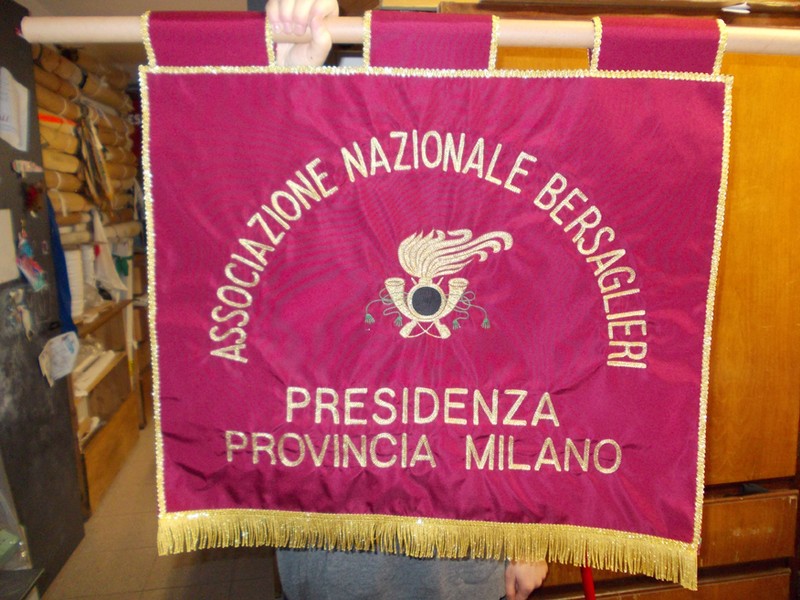 ASSOCIAZIONE NAZIONALE BERSAGLIERI
PRESIDENZA
PROVINCIA MILANO